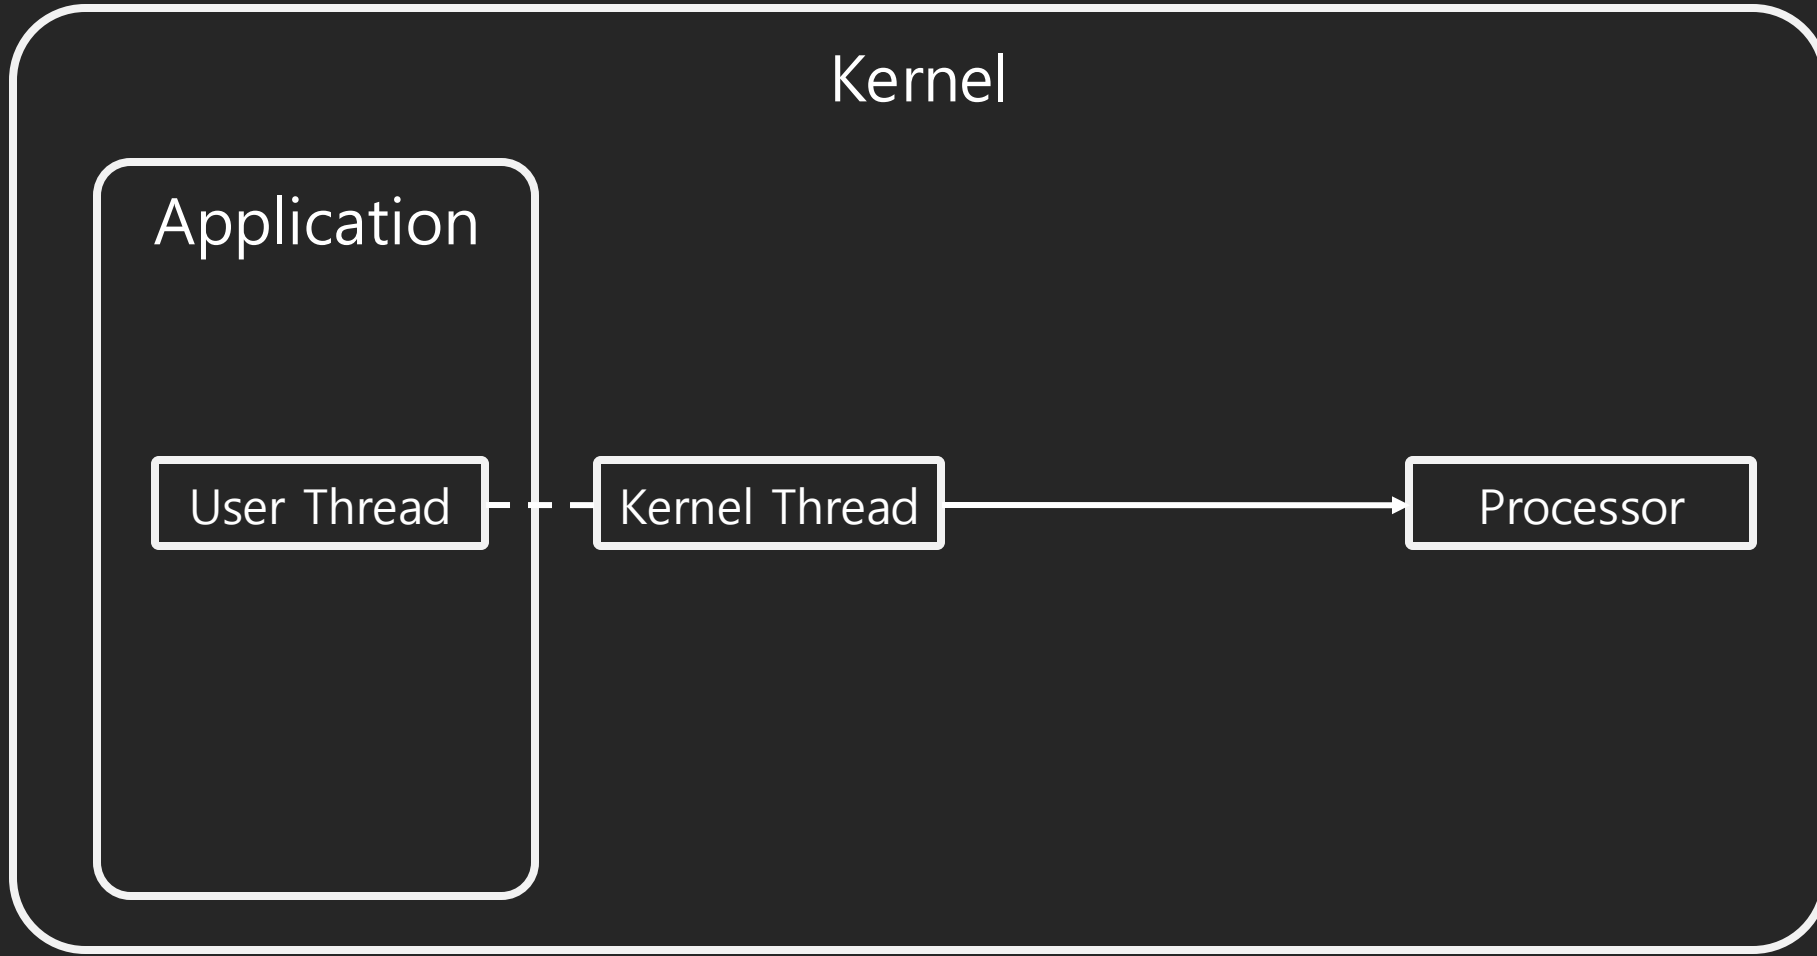 Kernel
Application
User Thread
Kernel Thread
Processor